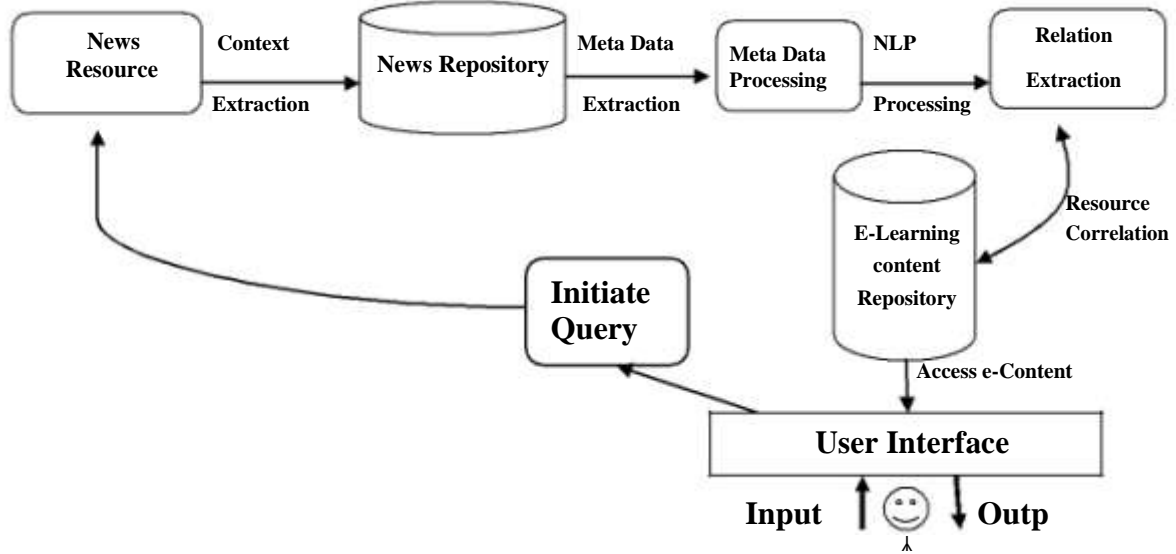 News
Resource
Context
Extraction
News Repository
Meta Data
Extraction
Meta Data
Processing
NLP
Processing
Relation
Extraction
Resource
Correlation
E-Learning
content
Repository
Initiate
Query
Access e-Content
User Interface
Input
Outp